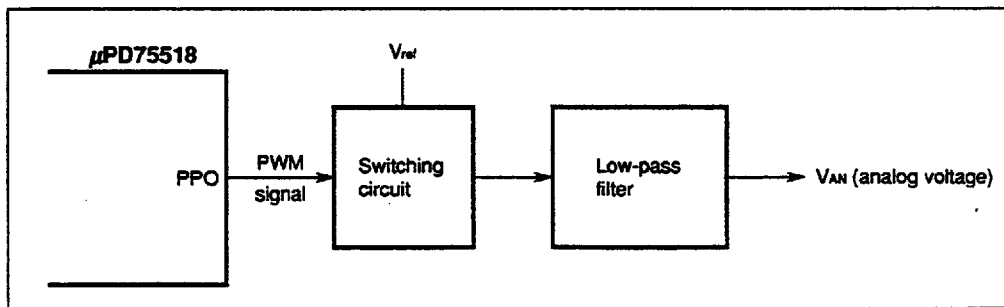 μPD75518
Vref
PPO
PWM
signal
Switching
circuit
Low-pass
filter
VAN (analog voltage)